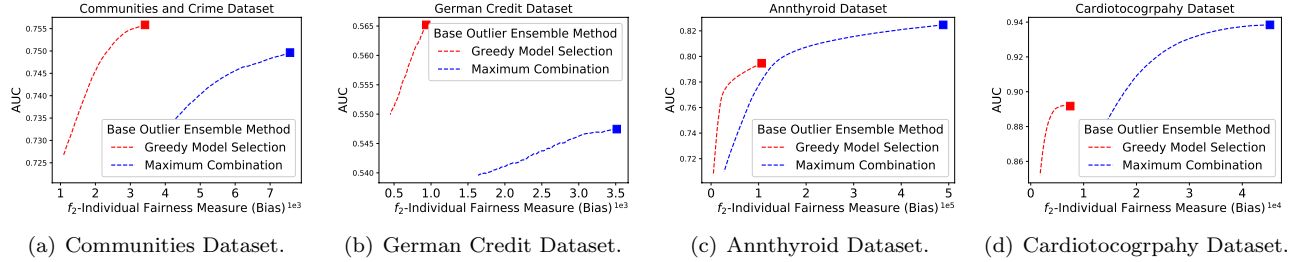 Communities and Crime Dataset
AUC
0.755
0.750
0.745
0.740
0.735
0.730
0.725
Base Outlier Ensemble Method
Greedy Model Selection
Maximum Combination
1 2 3 4 5 6 7
1e3
f₂-Individual Fairness Measure (Bias)
(a) Communities Dataset.
German Credit Dataset
AUC
0.565
0.560
0.555
0.550
0.545
0.540
Base Outlier Ensemble Method
Greedy Model Selection
Maximum Combination
0.5 1.0 1.5 2.0 2.5 3.0 3.5
1e3
f₂-Individual Fairness Measure (Bias)
(b) German Credit Dataset.
Annthyroid Dataset
AUC
0.82
0.80
0.78
0.76
0.74
0.72
Base Outlier Ensemble Method
Greedy Model Selection
Maximum Combination
0 1 2 3 4 5
1e5
f₂-Individual Fairness Measure (Bias)
(c) Annthyroid Dataset.
Cardiotocogrpahy Dataset
AUC
0.94
0.92
0.90
0.88
0.86
Base Outlier Ensemble Method
Greedy Model Selection
Maximum Combination
0 1 2 3 4
1e4
f₂-Individual Fairness Measure (Bias)
(d) Cardiotocogrpahy Dataset.